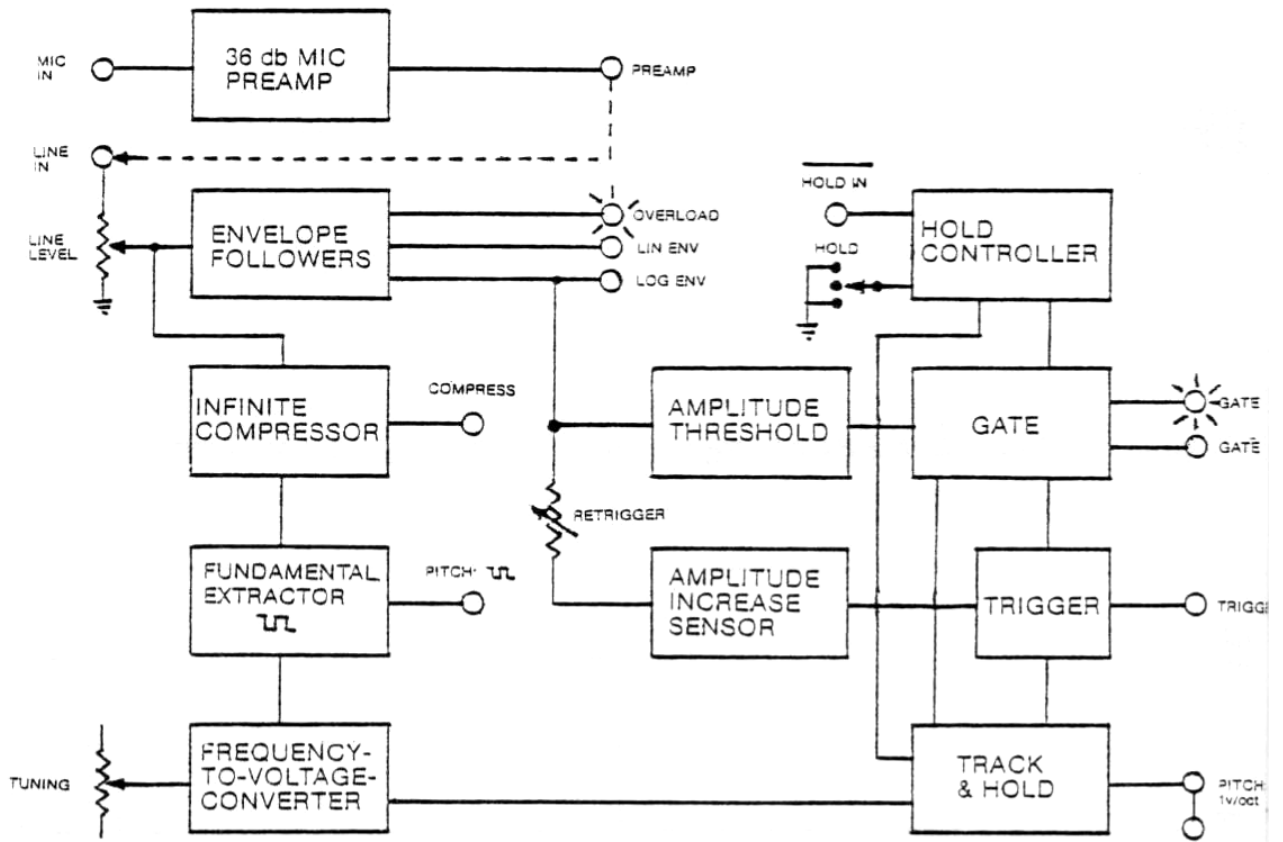 MIC
IN
36 db MIC
PREAMP
PREAMP
LINE
IN
HOLD IN
ENVELOPE
FOLLOWERS
OVERLOAD
HOLD
CONTROLLER
LINE
LEVEL
LIN ENV
HOLD
LOG ENV
INFINITE
COMPRESSOR
COMPRESS
AMPLITUDE
THRESHOLD
GATE
GATE
GATE
RETRIGGER
FUNDAMENTAL
EXTRACTOR
PITCH:
AMPLITUDE
INCREASE
SENSOR
TRIGGER
TRIGGE
FREQUENCY-
TO-VOLTAGE-
CONVERTER
TUNING
TRACK
& HOLD
PITCH:
1v/oct